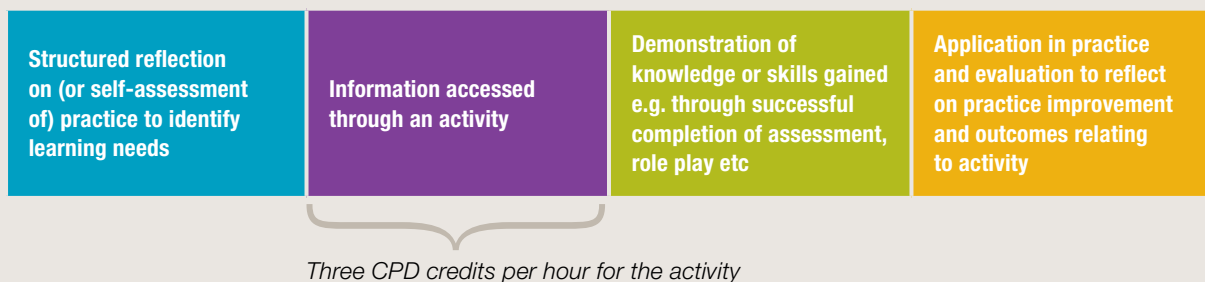 Structured reflection
on (or self-assessment
of) practice to identify
learning needs
Information accessed
through an activity
Demonstration of
knowledge or skills gained
e.g. through successful
completion of assessment,
role play etc
Application in practice
and evaluation to reflect
on practice improvement
and outcomes relating
to activity
Three CPD credits per hour for the activity